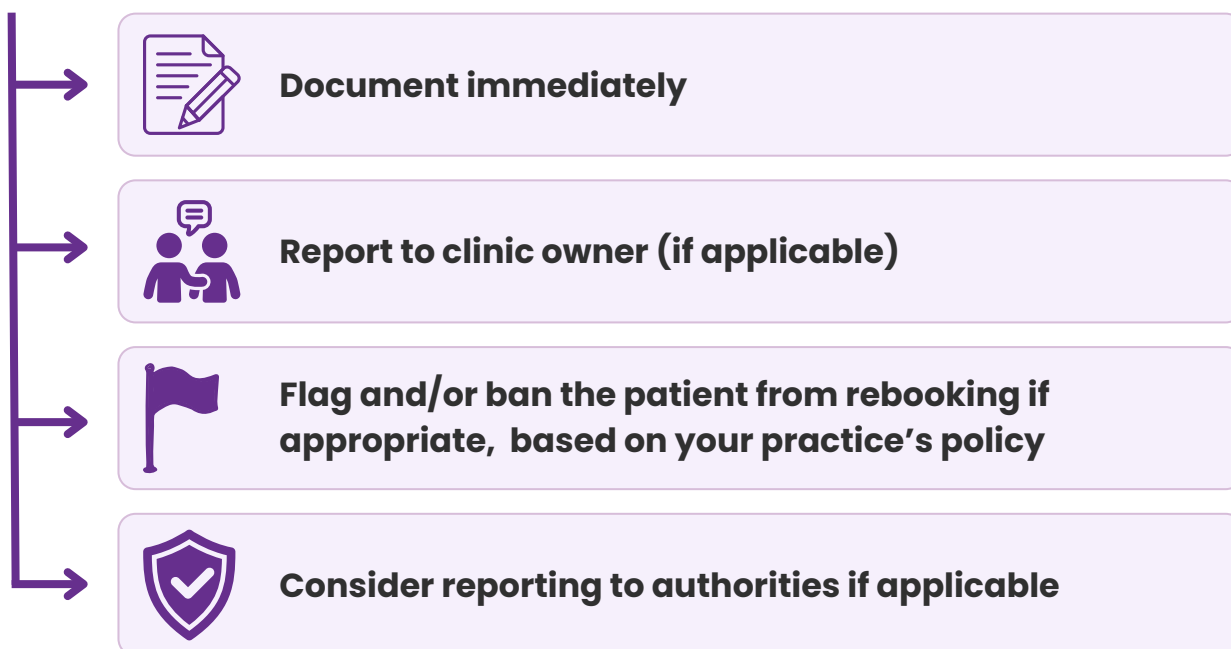 Document immediately
Report to clinic owner (if applicable)
Flag and/or ban the patient from rebooking if
appropriate,  based on your practice’s policy
Consider reporting to authorities if applicable